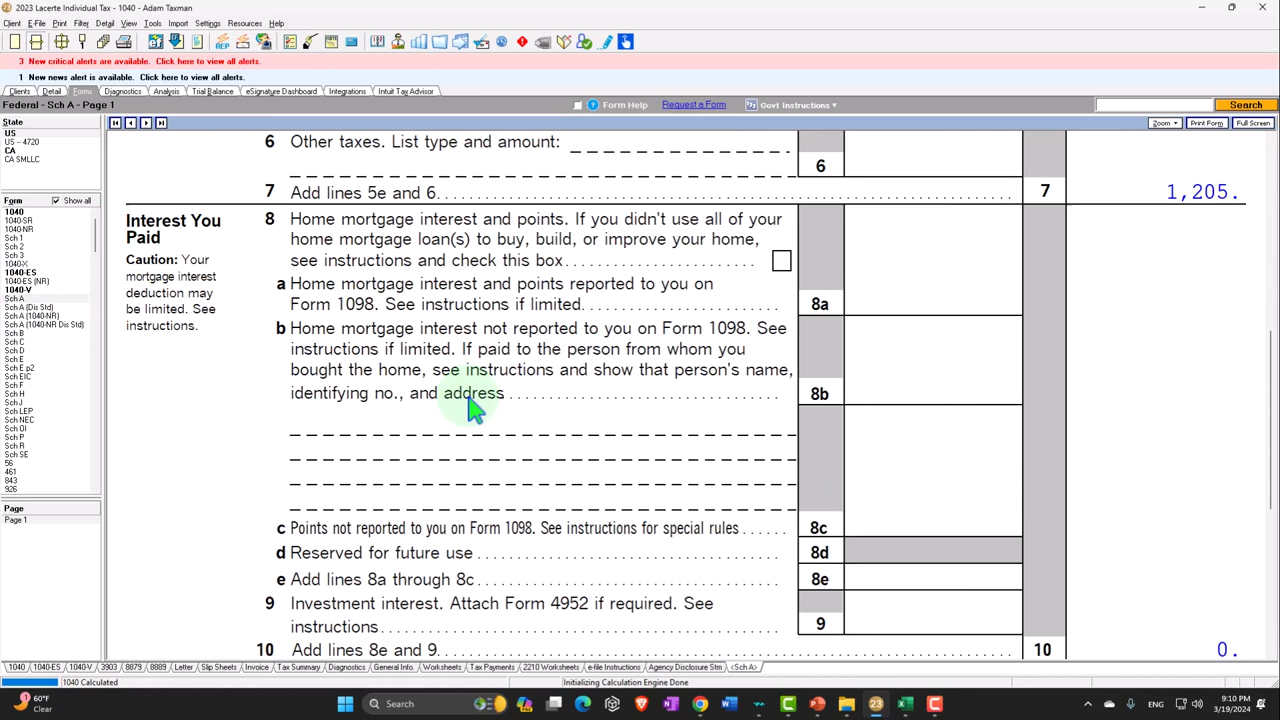 2023 Lacerte Individual Tax - 1040 - Adam Taxman
Client E-File Print Filter Detail View Tools Import Settings Resources Help
3 New critical alerts are available. Click here to view all alerts.
1 New news alert is available. Click here to view all alerts.
Clients Detail Forms Diagnostics Analysis Trial Balance eSignature Dashboard Integrations Intuit Tax Advisor
Federal - Sch A - Page 1
Form Help Request a Form Govt Instructions Search
Zoom Print Form Full Screen
State
US
US - 4720
CA
CA SMLLC
Form Show all
1040
1040-SR
1040-NR
Sch 1
Sch 2
Sch 3
1040-X
1040-ES
1040-ES (NR)
1040-V
Sch A
Sch A (Dis Std)
Sch A (1040-NR)
Sch A (1040-NR Dis Std)
Sch B
Sch C
Sch D
Sch E
Sch E p2
Sch EIC
Sch F
Sch H
Sch J
Sch LEP
Sch NEC
Sch OI
Sch P
Sch R
Sch SE
56
461
843
926
Page
Page 1
6 Other taxes. List type and amount:
6
7 Add lines 5e and 6. 7 1,205.
Interest You Paid
Caution: Your mortgage interest deduction may be limited. See instructions.
8 Home mortgage interest and points. If you didn't use all of your
home mortgage loan(s) to buy, build, or improve your home,
see instructions and check this box
a Home mortgage interest and points reported to you on
Form 1098. See instructions if limited. 8a
b Home mortgage interest not reported to you on Form 1098. See
instructions if limited. If paid to the person from whom you
bought the home, see instructions and show that person's name,
identifying no., and address 8b
c Points not reported to you on Form 1098. See instructions for special rules 8c
d Reserved for future use 8d
e Add lines 8a through 8c 8e
9 Investment interest. Attach Form 4952 if required. See
instructions. 9
10 Add lines 8e and 9. 10 0.
1040 1040-ES 1040-V 3903 8879 8889 Letter Slip Sheets Invoice Tax Summary Diagnostics General Info. Worksheets Tax Payments 2210 Worksheets e-file Instructions Agency Disclosure Stm <Sch A>
1040 Calculated Initializing Calculation Engine Done
60°F
Clear
Search
ENG
9:10 PM
3/19/2024